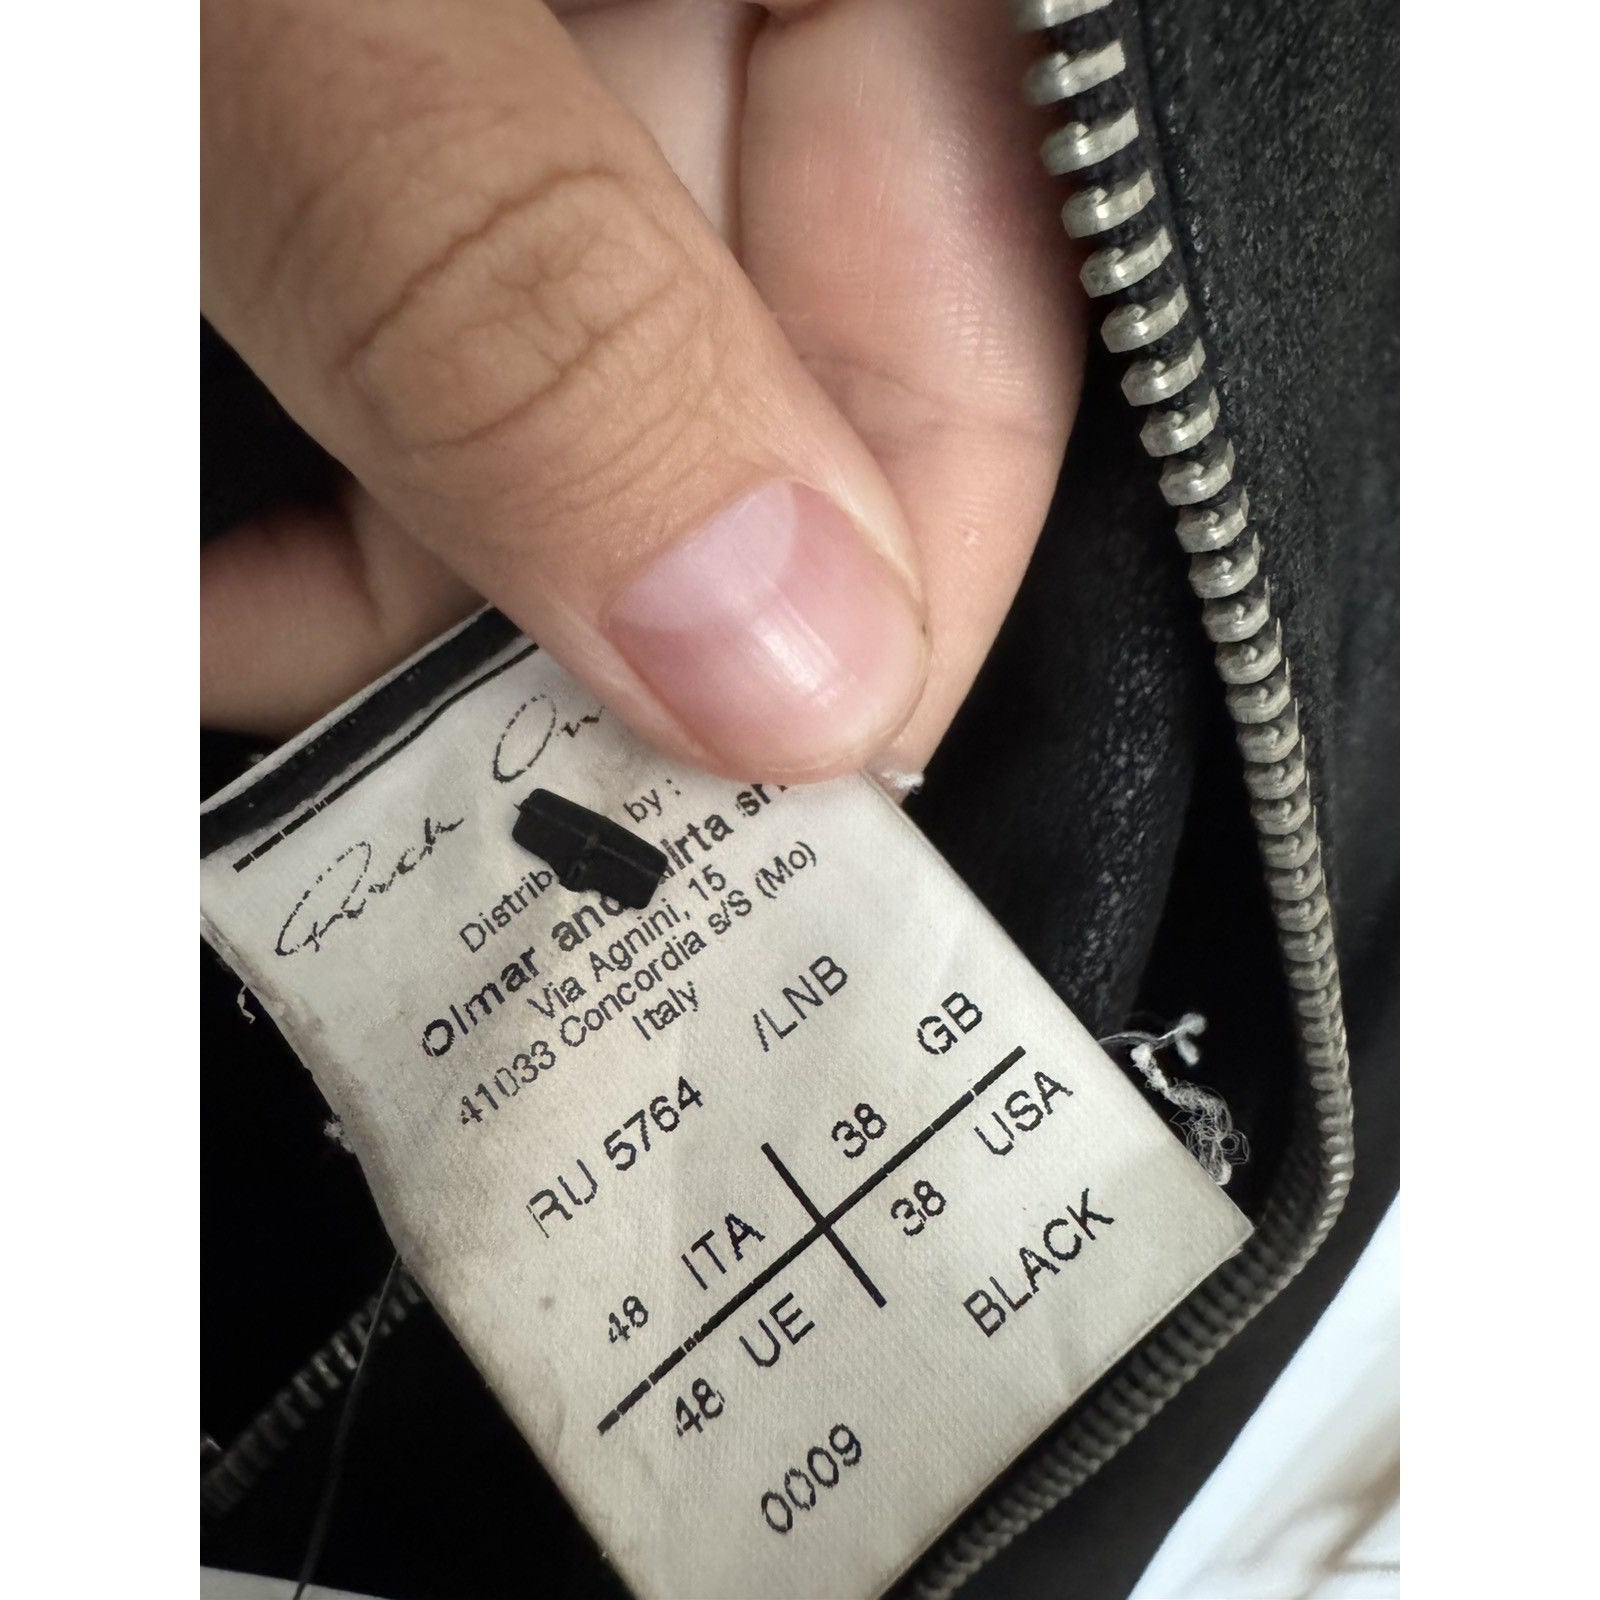 Rick
Distrib by :
Olmar and irta sr
Via Agnini, 15
41033 Concordia s/S (Mo)
Italy
RU 5764 /LNB
48 ITA 38 GB
48 UE 38 USA
0009 BLACK